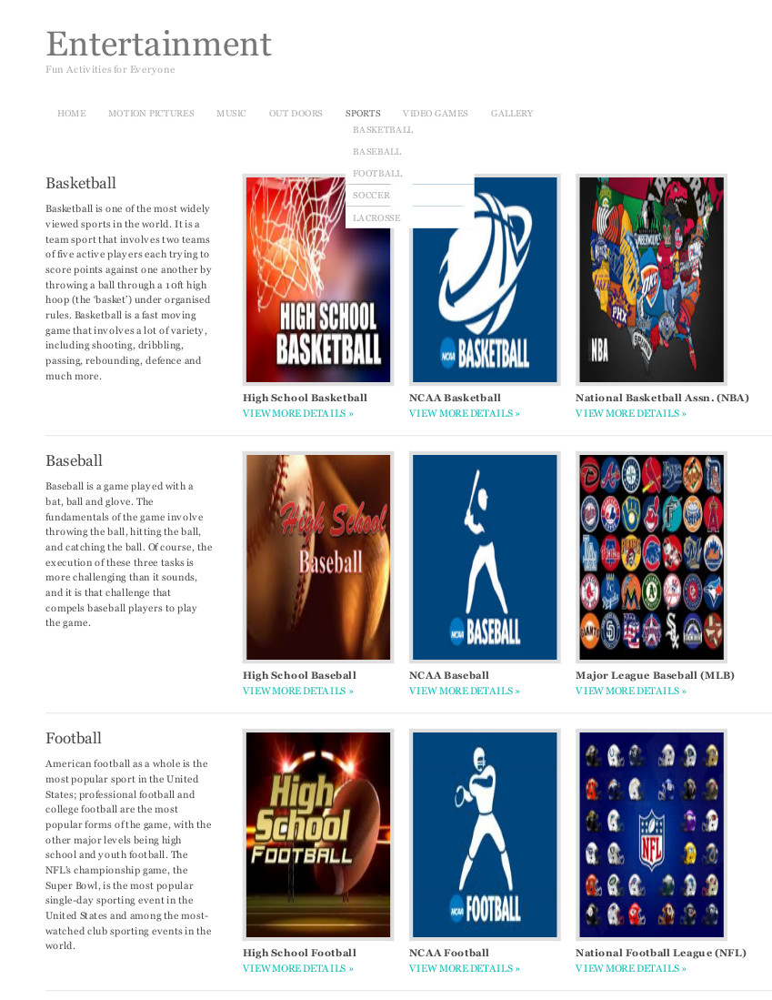 Entertainment
Fun Activities for Everyone
HOME MOTION PICTURES MUSIC OUT DOORS SPORTS VIDEO GAMES GALLERY
BASKETBALL
BASEBALL
FOOTBALL
SOCCER
LACROSSE
Basketball
Basketball is one of the most widely
viewed sports in the world. It is a
team sport that involves two teams
of five active players each trying to
score points against one another by
throwing a ball through a 10ft high
hoop (the ‘basket’) under organised
rules. Basketball is a fast moving
game that involves a lot of variety,
including shooting, dribbling,
passing, rebounding, defence and
much more.
HIGH SCHOOL
BASKETBALL
High School Basketball
VIEW MORE DETAILS »
NCAA BASKETBALL
NCAA Basketball
VIEW MORE DETAILS »
NBA
National Basketball Assn. (NBA)
VIEW MORE DETAILS »
Baseball
Baseball is a game played with a
bat, ball and glove. The
fundamentals of the game involve
throwing the ball, hitting the ball,
and catching the ball. Of course, the
execution of these three tasks is
more challenging than it sounds,
and it is that challenge that
compels baseball players to play
the game.
High School
Baseball
High School Baseball
VIEW MORE DETAILS »
NCAA BASEBALL
NCAA Baseball
VIEW MORE DETAILS »
GIANTS
Major League Baseball (MLB)
VIEW MORE DETAILS »
Football
American football as a whole is the
most popular sport in the United
States; professional football and
college football are the most
popular forms of the game, with the
other major levels being high
school and youth football. The
NFL’s championship game, the
Super Bowl, is the most popular
single-day sporting event in the
United States and among the most-
watched club sporting events in the
world.
High
School
FOOTBALL
High School Football
VIEW MORE DETAILS »
NCAA FOOTBALL
NCAA Football
VIEW MORE DETAILS »
NFL
National Football League (NFL)
VIEW MORE DETAILS »